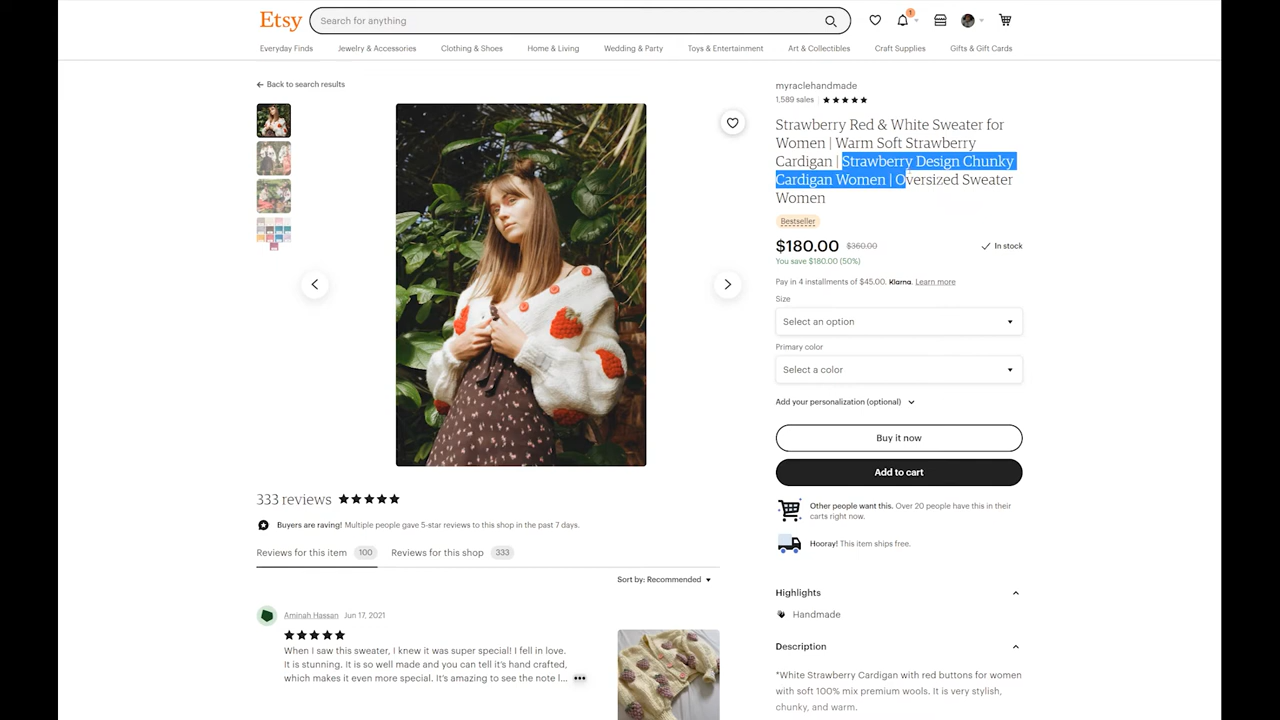 Etsy
Search for anything
1
Everyday Finds Jewelry & Accessories Clothing & Shoes Home & Living Wedding & Party Toys & Entertainment Art & Collectibles Craft Supplies Gifts & Gift Cards
Back to search results
myraclehandmade
1,589 sales
Strawberry Red & White Sweater for
Women | Warm Soft Strawberry
Cardigan | Strawberry Design Chunky
Cardigan Women | Oversized Sweater
Women
Bestseller
$180.00 $360.00 In stock
You save $180.00 (50%)
Pay in 4 installments of $45.00. Klarna. Learn more
Size
Select an option
Primary color
Select a color
Add your personalization (optional)
Buy it now
Add to cart
Other people want this. Over 20 people have this in their
carts right now.
Hooray! This item ships free.
Highlights
Handmade
Description
*White Strawberry Cardigan with red buttons for women
with soft 100% mix premium wools. It is very stylish,
chunky, and warm.
333 reviews
Buyers are raving! Multiple people gave 5-star reviews to this shop in the past 7 days.
Reviews for this item 100 Reviews for this shop 333
Sort by: Recommended
Aminah Hassan Jun 17, 2021
When I saw this sweater, I knew it was super special! I fell in love.
It is stunning. It is so well made and you can tell it's hand crafted,
which makes it even more special. It's amazing to see the note l...